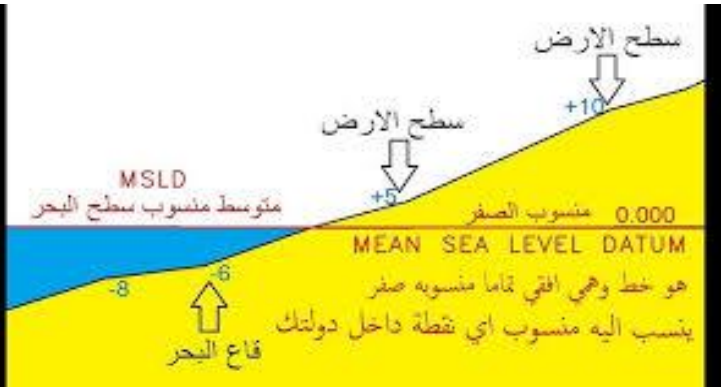 سطح الارض
+10
سطح الارض
+5
MSLD
متوسط منسوب سطح البحر
منسوب الصفر 0.000
MEAN SEA LEVEL DATUM
-6
-8
هو خط وهمي افقي تماما منسوبه صفر
ينسب اليه منسوب اي نقطة داخل دولتك
قاع البحر